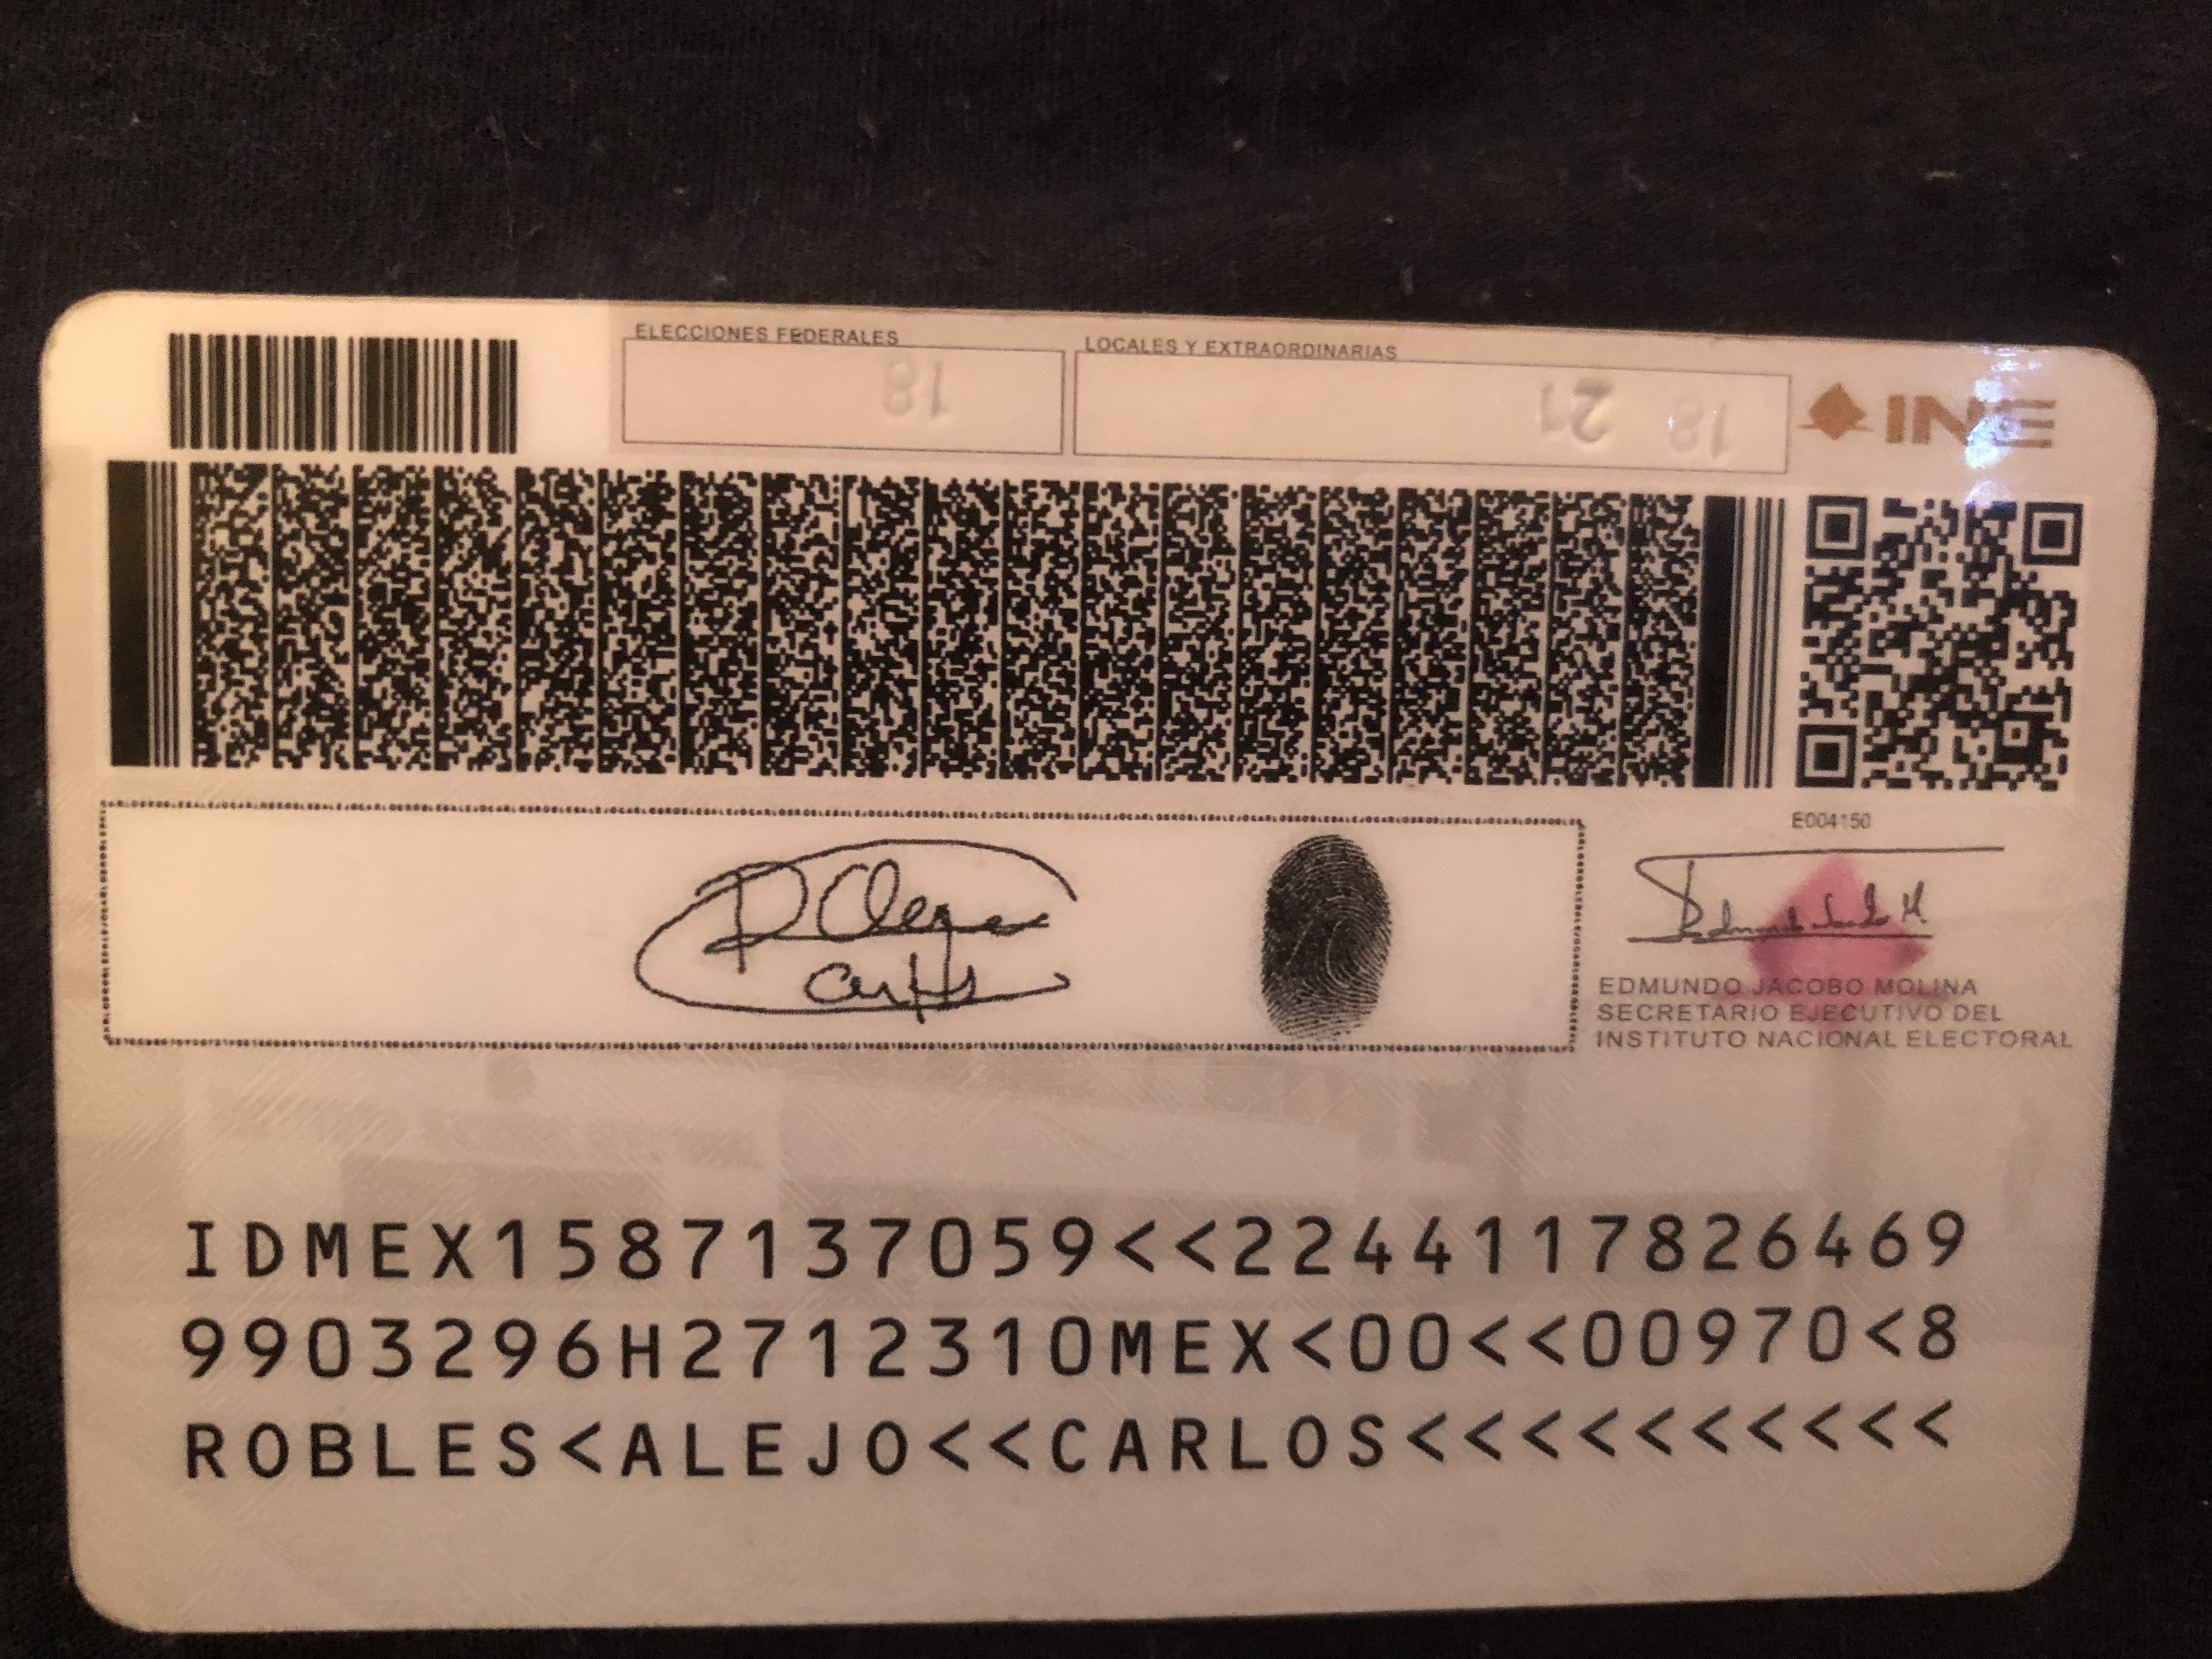 ELECCIONES FEDERALES
18
LOCALES Y EXTRAORDINARIAS
21 18
INE
E004150
EDMUNDO JACOBO MOLINA
SECRETARIO EJECUTIVO DEL
INSTITUTO NACIONAL ELECTORAL
IDMEX1587137059<<2244117826469
9903296H2712310MEX<00<<00970<8
ROBLES<ALEJO<<CARLOS<<<<<<<<<<